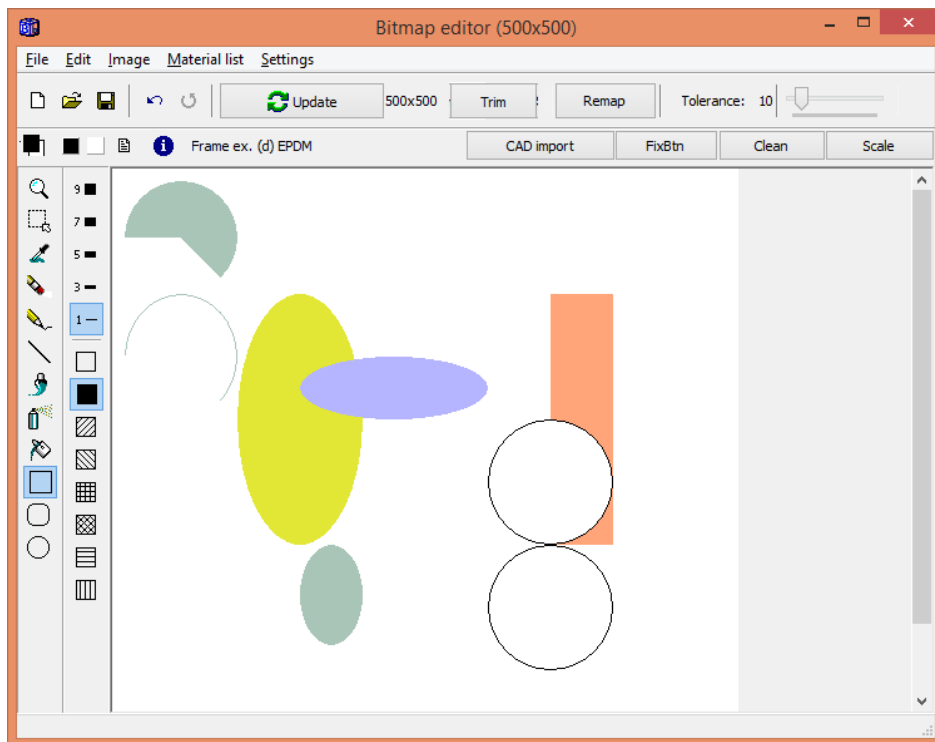 Bitmap editor (500x500)
File Edit Image Material list Settings
Update 500x500 Trim Remap Tolerance: 10
Frame ex. (d) EPDM CAD import FixBtn Clean Scale
9
7
5
3
1